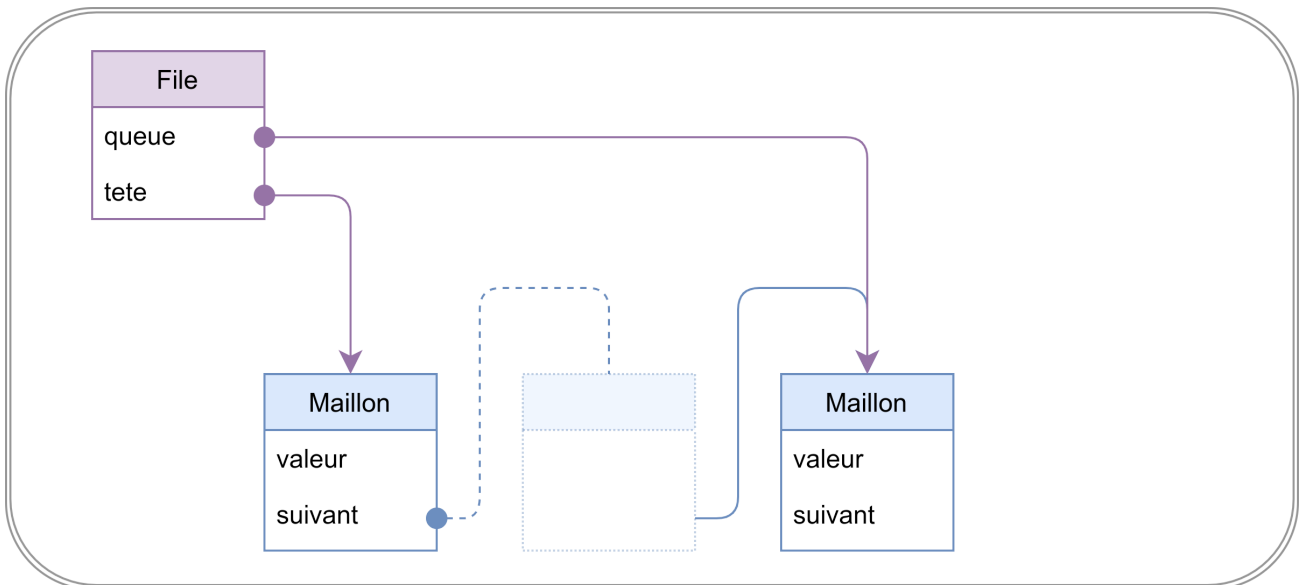 File
queue
tete
Maillon
valeur
suivant
Maillon
valeur
suivant